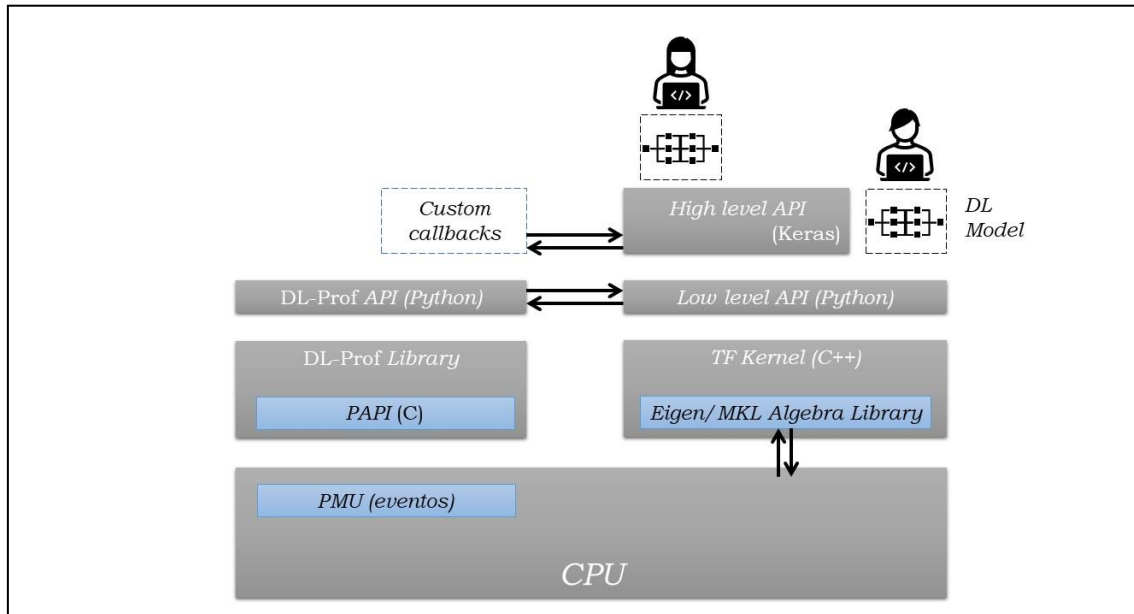 </>
</>
Custom
callbacks
High level API
(Keras)
DL
Model
DL-Prof API (Python)
Low level API (Python)
DL-Prof Library
PAPI (C)
TF Kernel (C++)
Eigen/MKL Algebra Library
PMU (eventos)
CPU